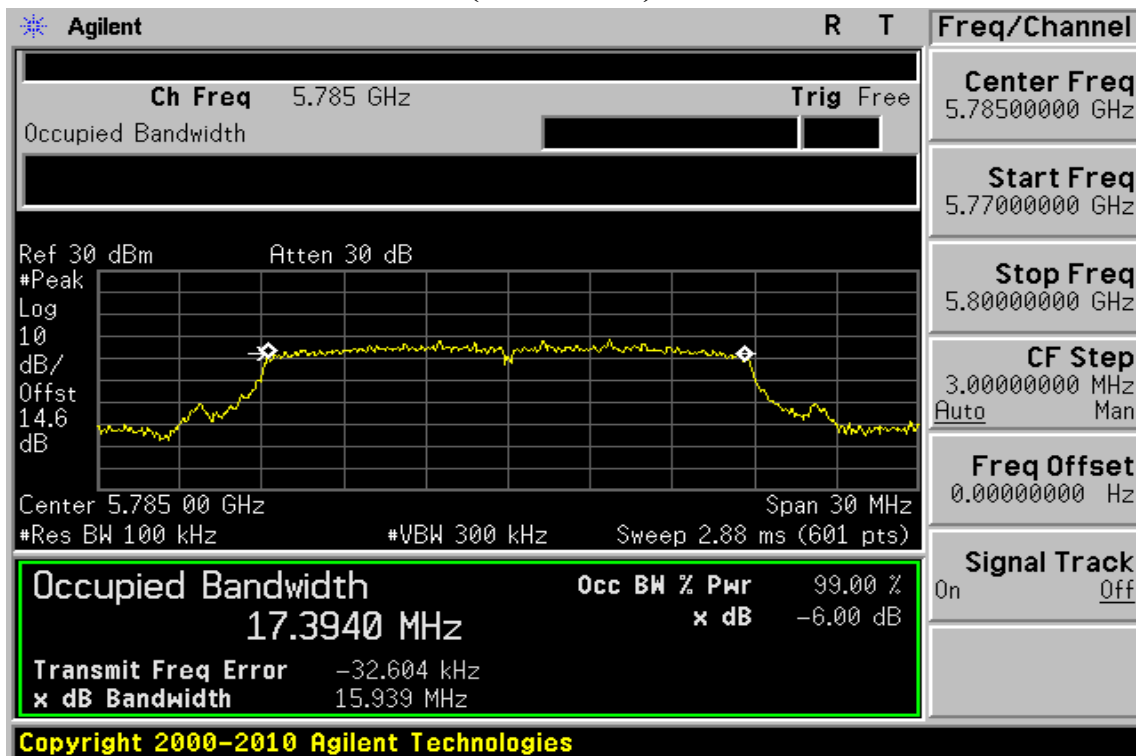 Agilent R T Freq/Channel
Ch Freq 5.785 GHz Trig Free
Occupied Bandwidth
Center Freq
5.78500000 GHz
Start Freq
5.77000000 GHz
Stop Freq
5.80000000 GHz
CF Step
3.00000000 MHz
Auto Man
Freq Offset
0.00000000 Hz
Signal Track
On Off
Ref 30 dBm Atten 30 dB
#Peak
Log
10
dB/
Offst
14.6
dB
Center 5.785 00 GHz Span 30 MHz
#Res BW 100 kHz #VBW 300 kHz Sweep 2.88 ms (601 pts)
Occupied Bandwidth Occ BW % Pwr 99.00 %
17.3940 MHz x dB -6.00 dB
Transmit Freq Error -32.604 kHz
x dB Bandwidth 15.939 MHz
Copyright 2000-2010 Agilent Technologies